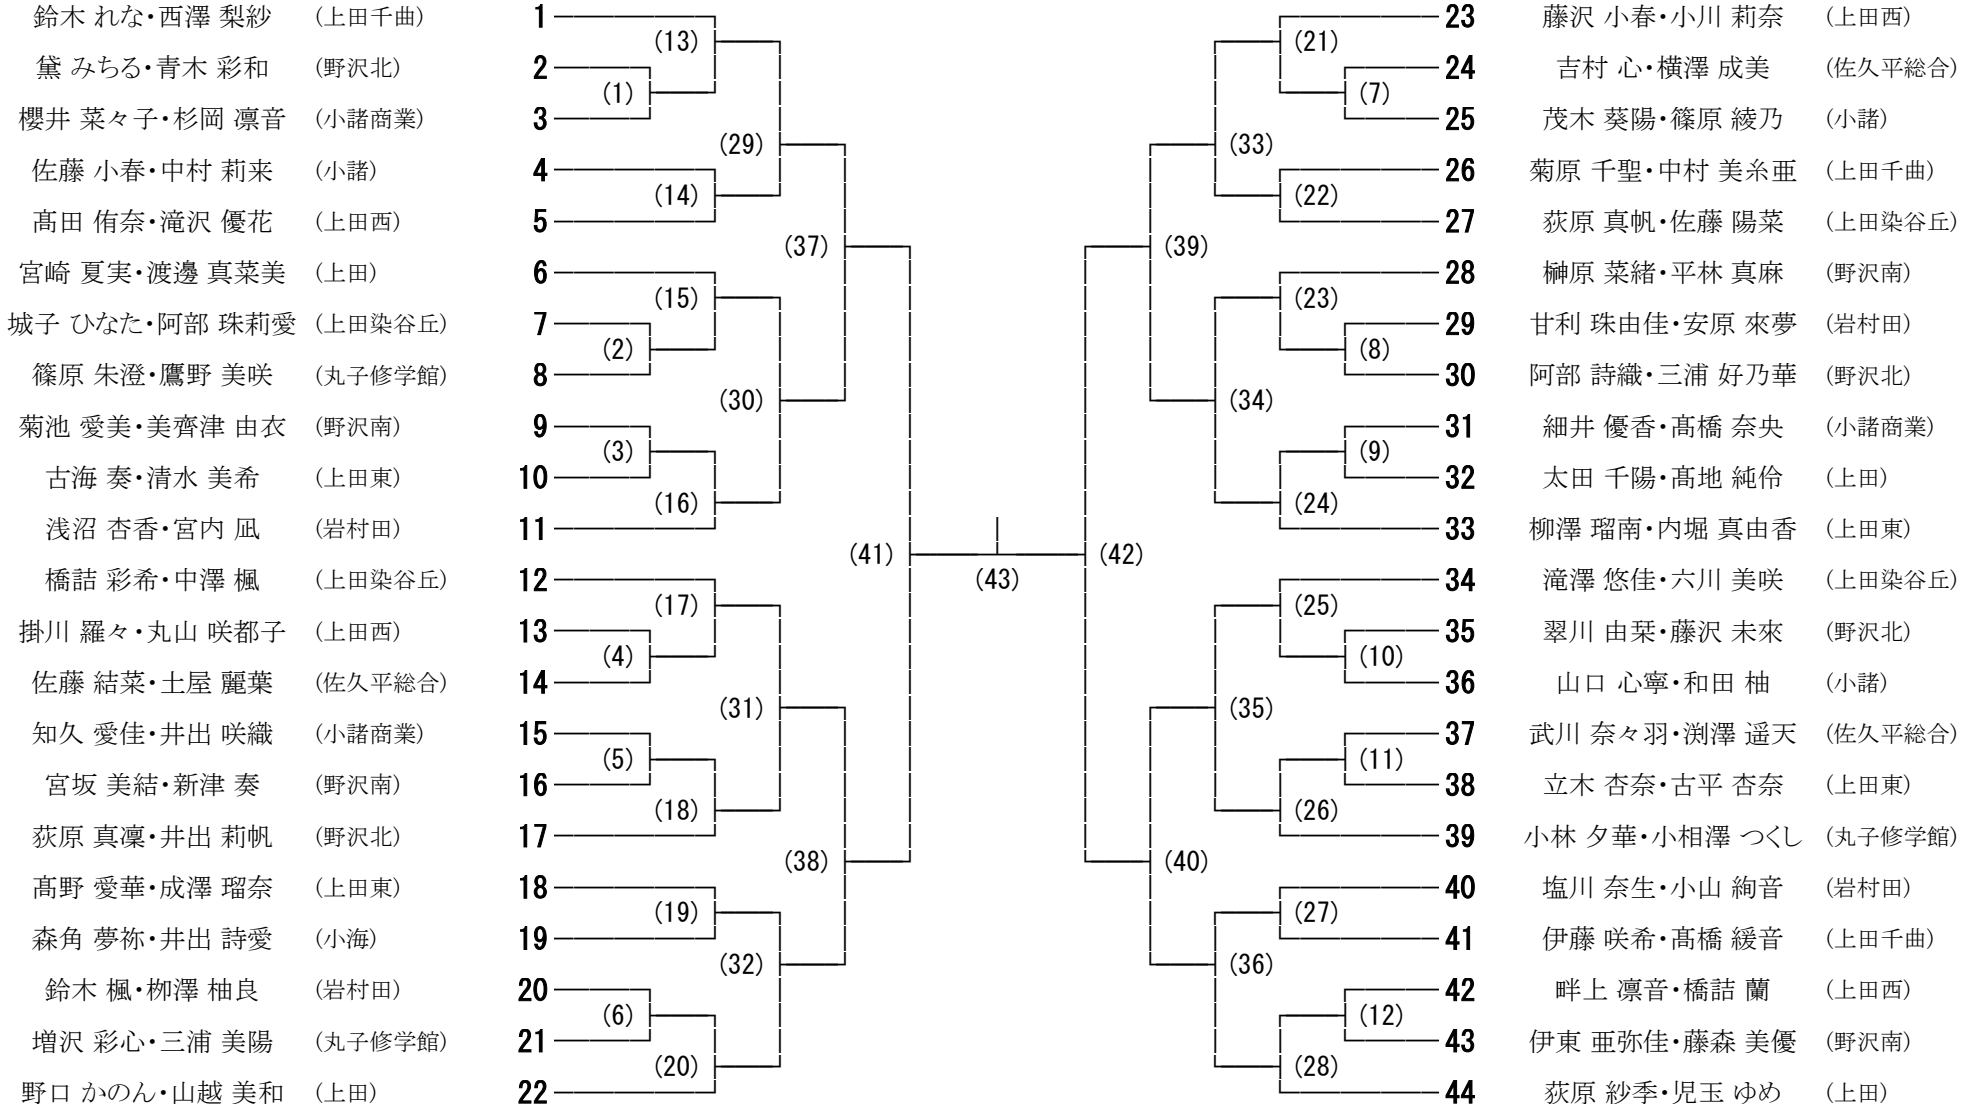 鈴木 れな・西澤 梨紗 (上田千曲) 1 23 藤沢 小春・小川 莉奈 (上田西)
(13) (21)
黛 みちる・青木 彩和 (野沢北) 2 24 吉村 心・横澤 成美 (佐久平総合)
(1) (7)
櫻井 菜々子・杉岡 凛音 (小諸商業) 3 25 茂木 葵陽・篠原 綾乃 (小諸)
(29) (33)
佐藤 小春・中村 莉来 (小諸) 4 26 菊原 千聖・中村 美糸亜 (上田千曲)
(14) (22)
髙田 侑奈・滝沢 優花 (上田西) 5 27 荻原 真帆・佐藤 陽菜 (上田染谷丘)
(37) (39)
宮崎 夏実・渡邊 真菜美 (上田) 6 28 榊原 菜緒・平林 真麻 (野沢南)
(15) (23)
城子 ひなた・阿部 珠莉愛 (上田染谷丘) 7 29 甘利 珠由佳・安原 來夢 (岩村田)
(2) (8)
篠原 朱澄・鷹野 美咲 (丸子修学館) 8 30 阿部 詩織・三浦 好乃華 (野沢北)
(30) (34)
菊池 愛美・美齊津 由衣 (野沢南) 9 31 細井 優香・髙橋 奈央 (小諸商業)
(3) (9)
古海 奏・清水 美希 (上田東) 10 32 太田 千陽・髙地 純伶 (上田)
(16) (24)
浅沼 杏香・宮内 凪 (岩村田) 11 33 柳澤 瑠南・内堀 真由香 (上田東)
(41) (42)
(43)
橋詰 彩希・中澤 楓 (上田染谷丘) 12 34 滝澤 悠佳・六川 美咲 (上田染谷丘)
(17) (25)
掛川 羅々・丸山 咲都子 (上田西) 13 35 翠川 由栞・藤沢 未來 (野沢北)
(4) (10)
佐藤 結菜・土屋 麗葉 (佐久平総合) 14 36 山口 心寧・和田 柚 (小諸)
(31) (35)
知久 愛佳・井出 咲織 (小諸商業) 15 37 武川 奈々羽・渕澤 遥天 (佐久平総合)
(5) (11)
宮坂 美結・新津 奏 (野沢南) 16 38 立木 杏奈・古平 杏奈 (上田東)
(18) (26)
荻原 真凜・井出 莉帆 (野沢北) 17 39 小林 夕華・小相澤 つくし (丸子修学館)
(38) (40)
髙野 愛華・成澤 瑠奈 (上田東) 18 40 塩川 奈生・小山 絢音 (岩村田)
(19) (27)
森角 夢祢・井出 詩愛 (小海) 19 41 伊藤 咲希・髙橋 緩音 (上田千曲)
(32) (36)
鈴木 楓・栁澤 柚良 (岩村田) 20 42 畔上 凛音・橋詰 蘭 (上田西)
(6) (12)
増沢 彩心・三浦 美陽 (丸子修学館) 21 43 伊東 亜弥佳・藤森 美優 (野沢南)
(20) (28)
野口 かのん・山越 美和 (上田) 22 44 荻原 紗季・児玉 ゆめ (上田)